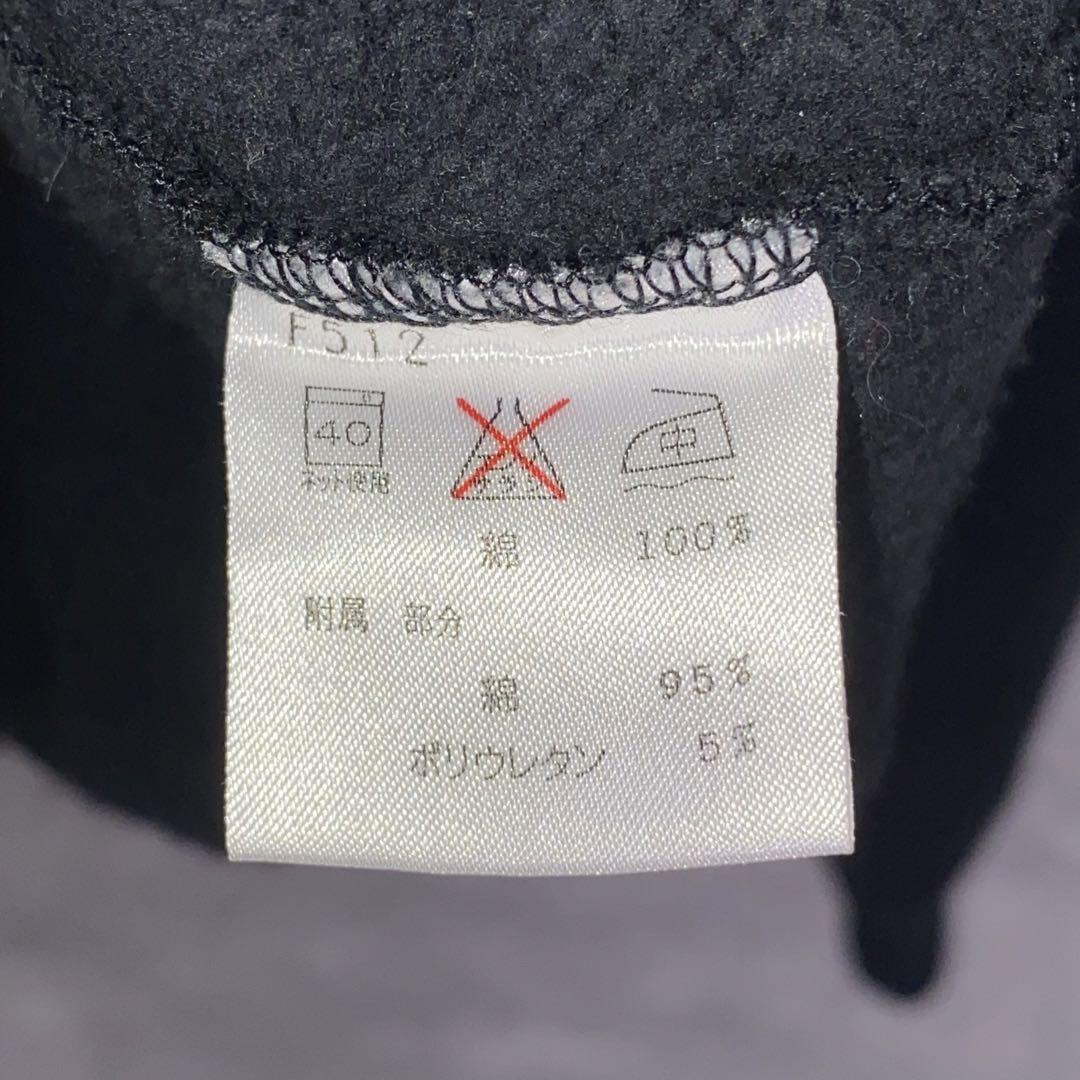 F512
40 中
ネット使用
綿 100%
附属 部分
綿 95%
ポリウレタン 5%